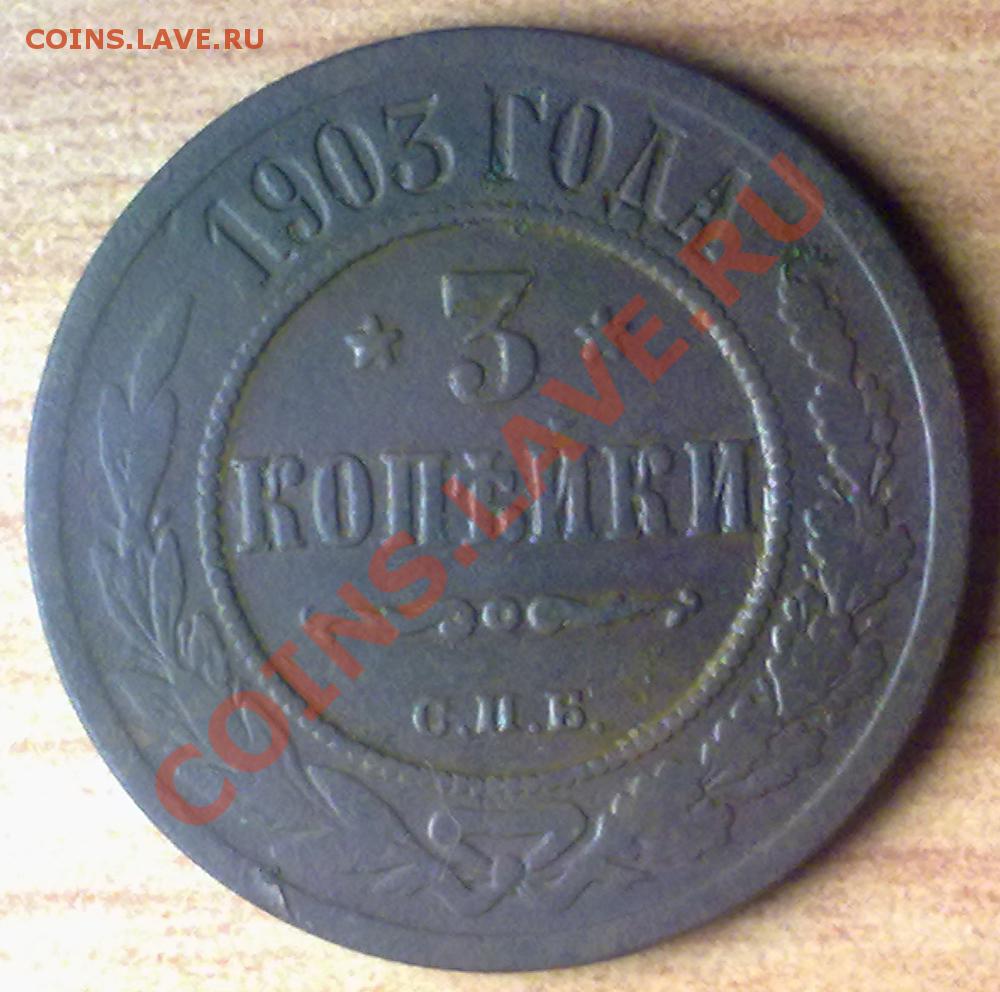 COINS.LAVE.RU
1903 ГОДА
* 3 *
КОПѢЙКИ
С.П.Б.
COINS.LAVE.RU